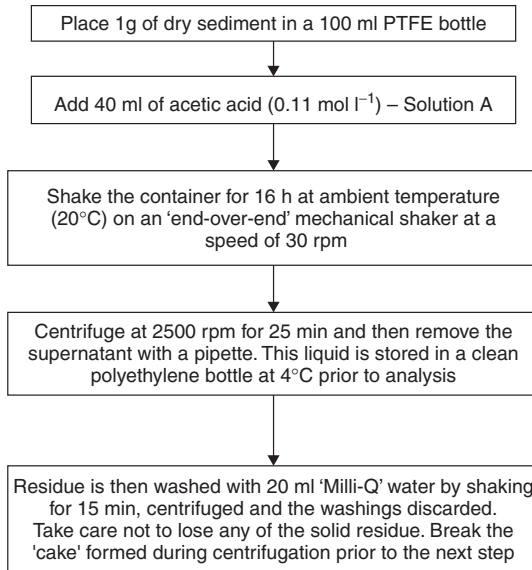 Place 1g of dry sediment in a 100 ml PTFE bottle
Add 40 ml of acetic acid (0.11 mol l⁻¹) – Solution A
Shake the container for 16 h at ambient temperature
(20°C) on an ‘end-over-end’ mechanical shaker at a
speed of 30 rpm
Centrifuge at 2500 rpm for 25 min and then remove the
supernatant with a pipette. This liquid is stored in a clean
polyethylene bottle at 4°C prior to analysis
Residue is then washed with 20 ml ‘Milli-Q’ water by shaking
for 15 min, centrifuged and the washings discarded.
Take care not to lose any of the solid residue. Break the
'cake' formed during centrifugation prior to the next step